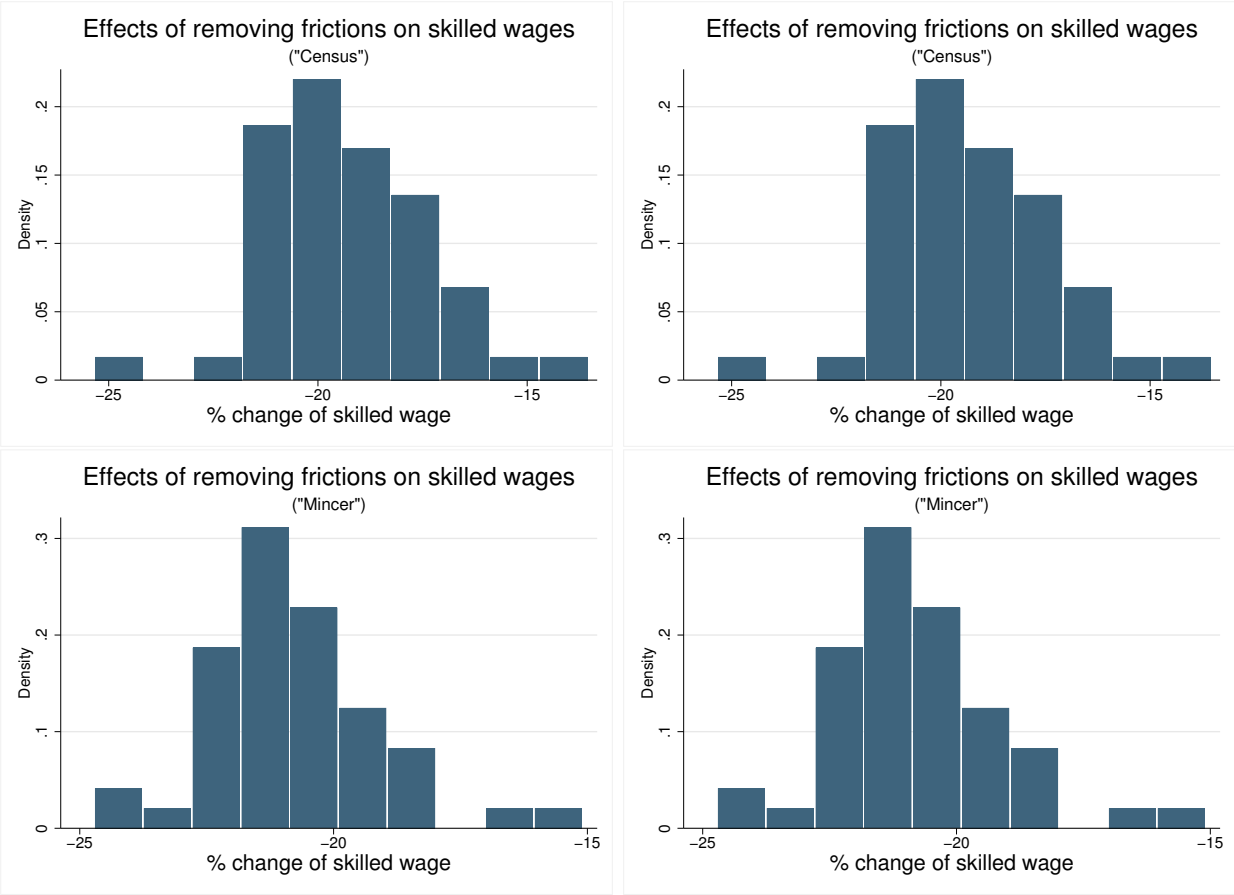 Effects of removing frictions on skilled wages
("Census")
.2
.15
.1
.05
0
Density
−25 −20 −15
% change of skilled wage
Effects of removing frictions on skilled wages
("Census")
.2
.15
.1
.05
0
Density
−25 −20 −15
% change of skilled wage
Effects of removing frictions on skilled wages
("Mincer")
.3
.2
.1
0
Density
−25 −20 −15
% change of skilled wage
Effects of removing frictions on skilled wages
("Mincer")
.3
.2
.1
0
Density
−25 −20 −15
% change of skilled wage